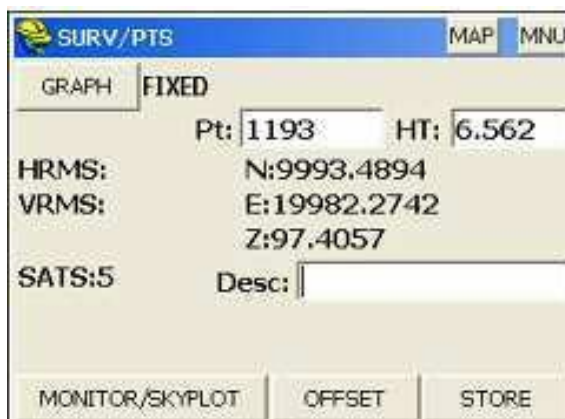 SURV/PTS MAP MNU
GRAPH FIXED
Pt: 1193 HT: 6.562
HRMS: N:9993.4894
VRMS: E:19982.2742
Z:97.4057
SATS:5 Desc:
MONITOR/SKYPLOT OFFSET STORE